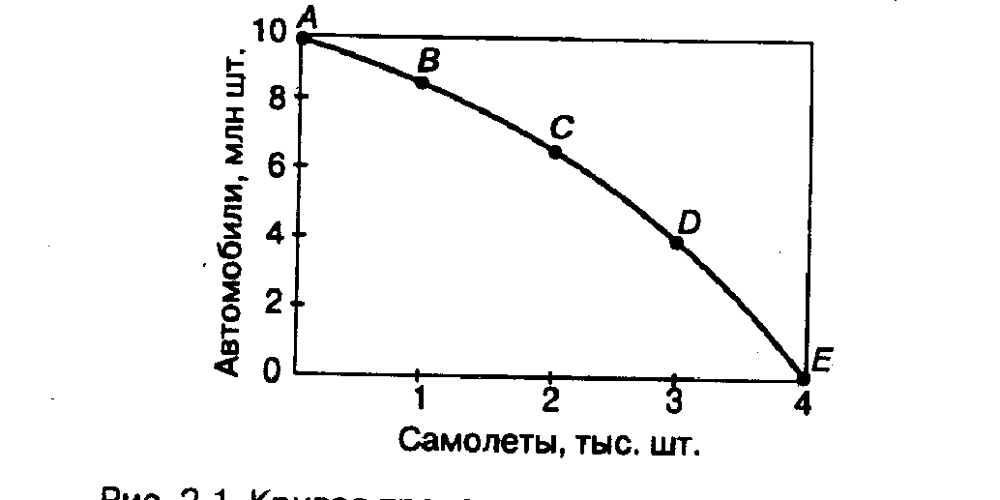 A
10
B
8
C
6
D
4
2
E
0
1 2 3 4
Автомобили, млн шт.
Самолеты, тыс. шт.